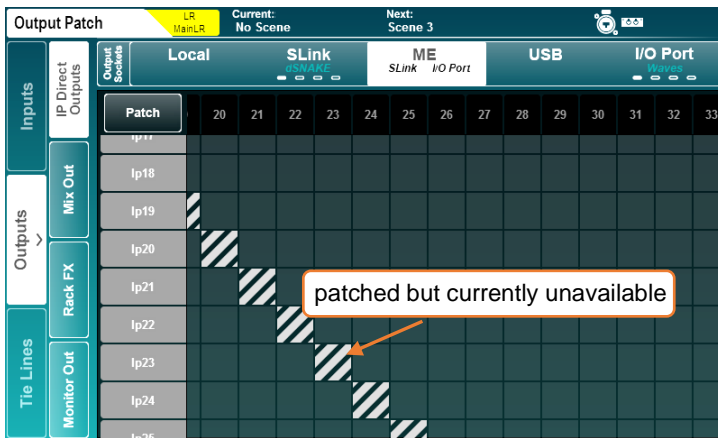 Output Patch
LR
MainLR
Current:
No Scene
Next:
Scene 3
Inputs
Outputs
Tie Lines
IP Direct
Outputs
Mix Out
Rack FX
Monitor Out
Output
Sockets
Local
SLink
dSNAKE
ME
SLink I/O Port
USB
I/O Port
Waves
Patch
20 21 22 23 24 25 26 27 28 29 30 31 32 33
Ip17
Ip18
Ip19
Ip20
Ip21
Ip22
Ip23
Ip24
Ip25
patched but currently unavailable